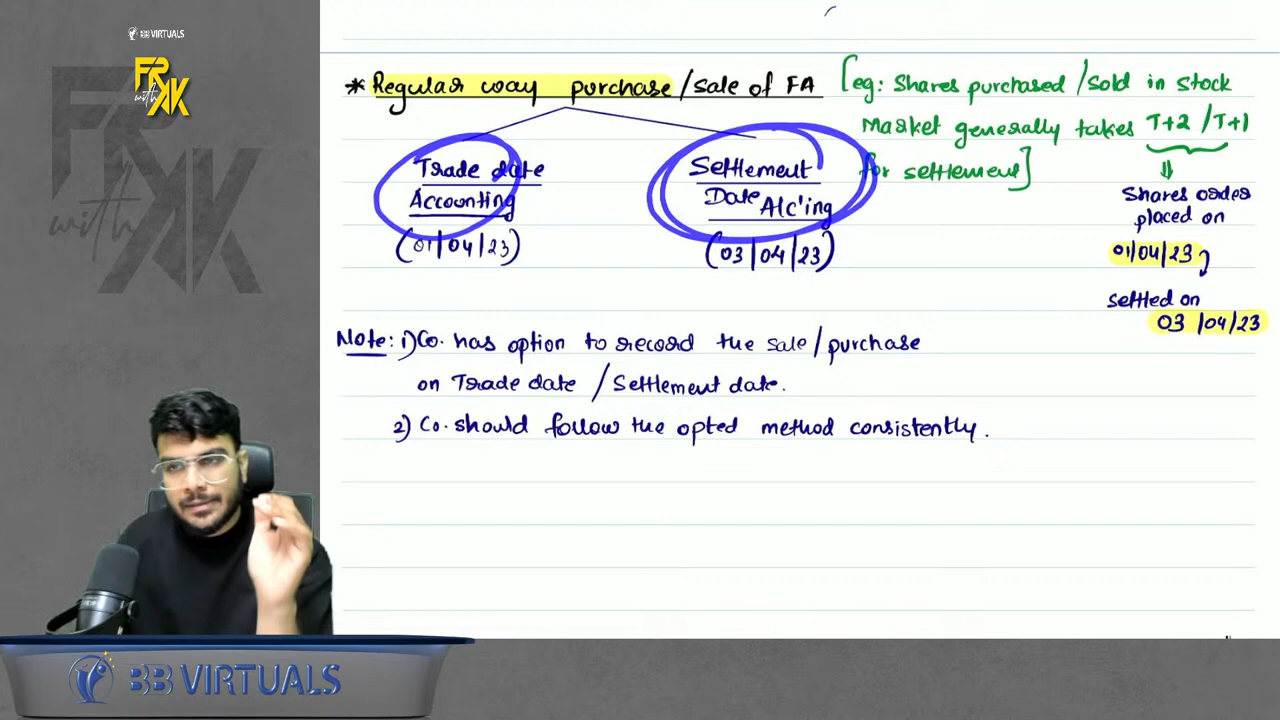 BB VIRTUALS
FR
with AK
FR
with AK
* Regular way purchase/sale of FA
[eg: Shares purchased/sold in stock
Market generally takes T+2/T+1
for settlement]
Trade date
Accounting
(01/04/23)
Settlement
Date A/c'ing
(03/04/23)
Shares order
placed on
01/04/23
settled on
03/04/23
Note: 1) Co. has option to record the sale/purchase
on Trade date/Settlement date.
2) Co. should follow the opted method consistently.
BB VIRTUALS